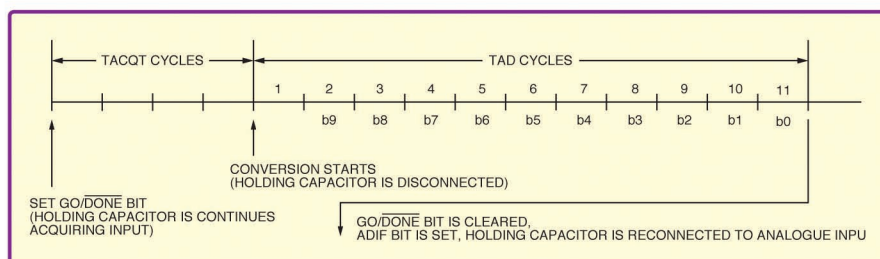 TACQT CYCLES
TAD CYCLES
1 2 3 4 5 6 7 8 9 10 11
b9 b8 b7 b6 b5 b4 b3 b2 b1 b0
CONVERSION STARTS
(HOLDING CAPACITOR IS DISCONNECTED)
SET GO/DONE BIT
(HOLDING CAPACITOR IS CONTINUES
ACQUIRING INPUT)
GO/DONE BIT IS CLEARED,
ADIF BIT IS SET, HOLDING CAPACITOR IS RECONNECTED TO ANALOGUE INPU